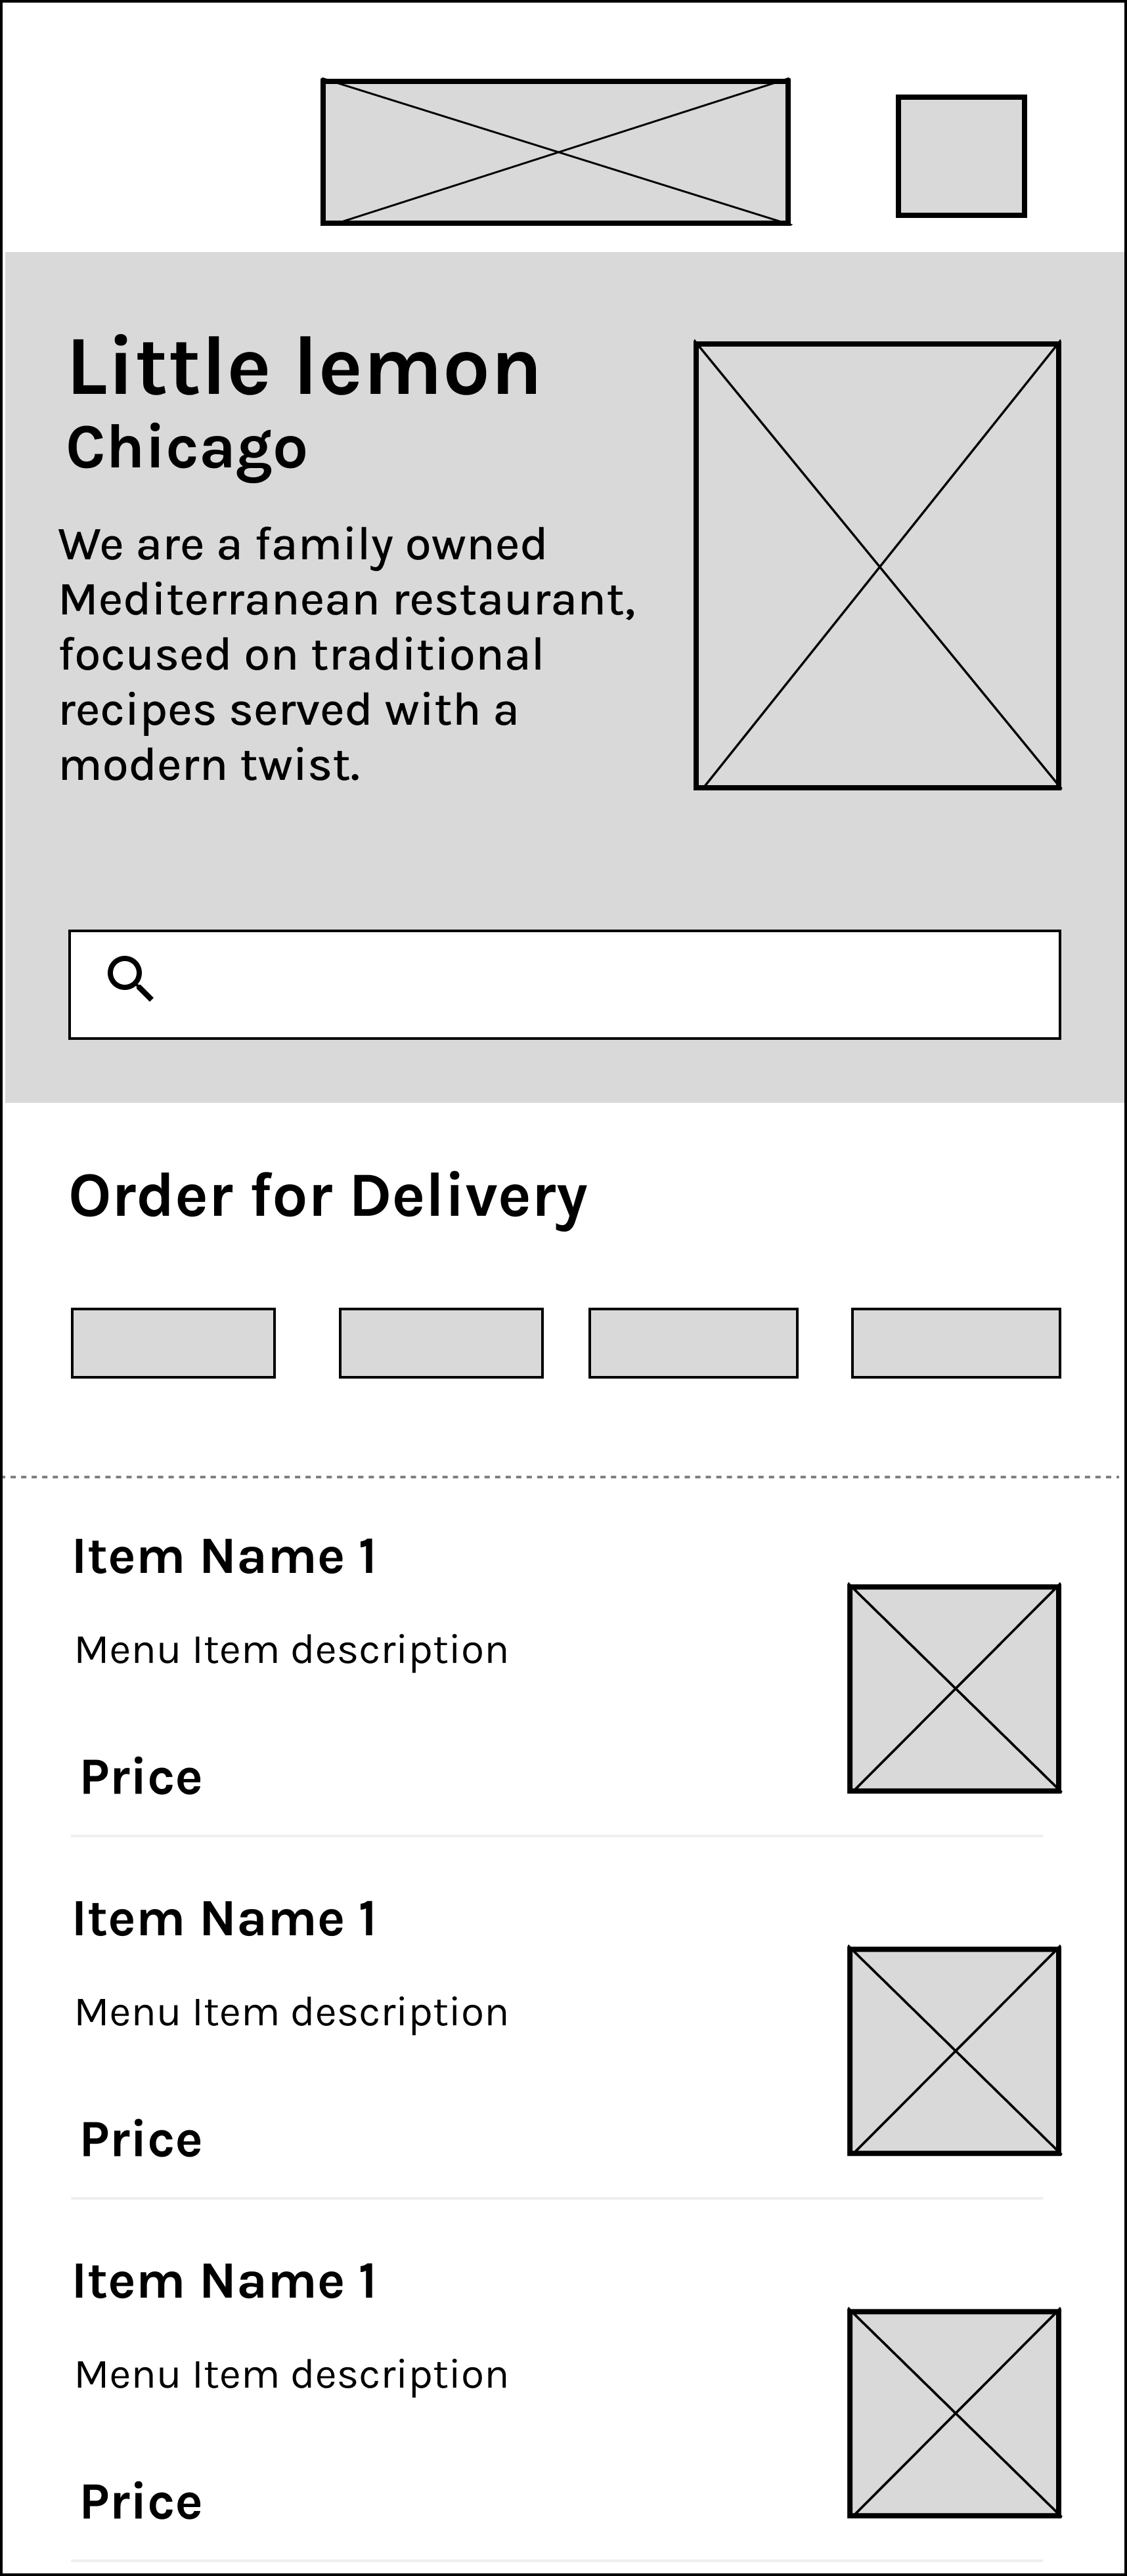 Little lemon
Chicago
We are a family owned
Mediterranean restaurant,
focused on traditional
recipes served with a
modern twist.
Order for Delivery
Item Name 1
Menu Item description
Price
Item Name 1
Menu Item description
Price
Item Name 1
Menu Item description
Price